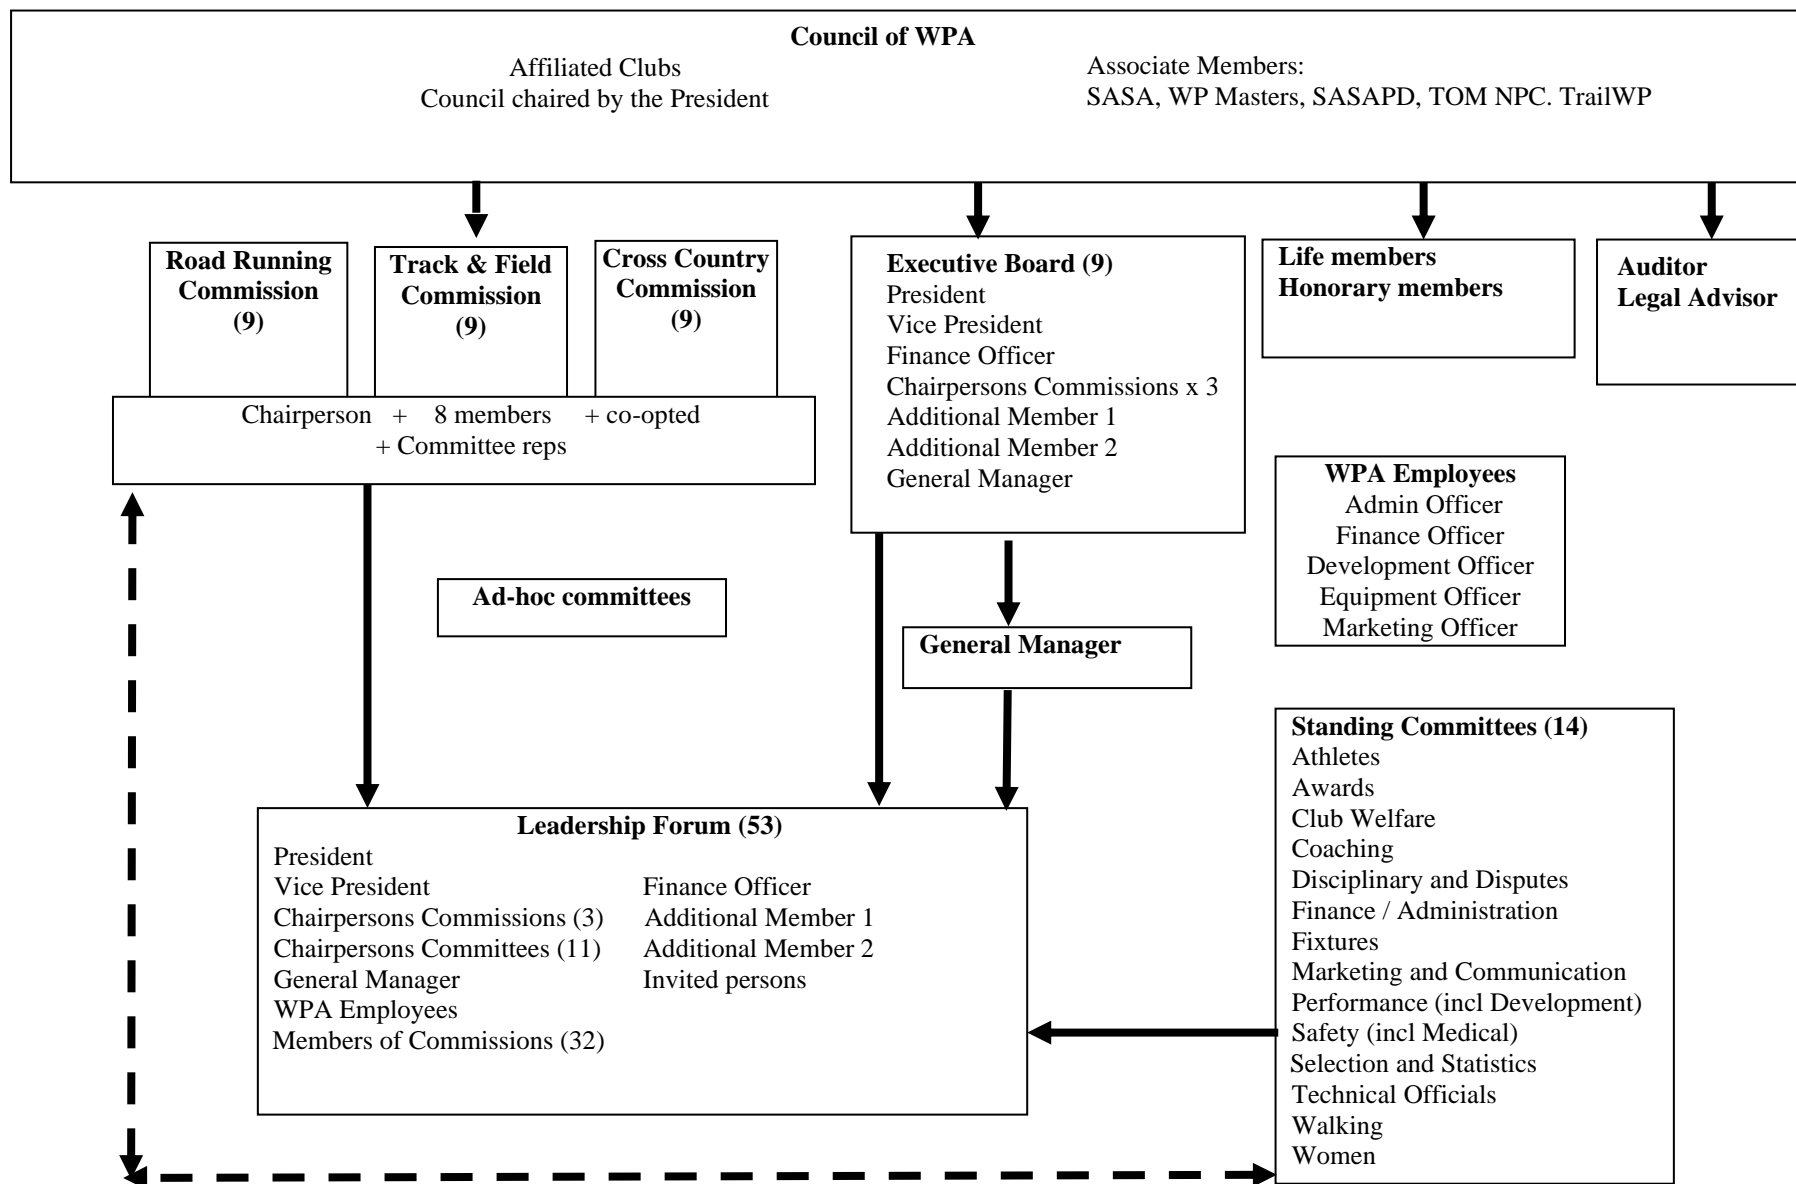 Council of WPA
Affiliated Clubs
Council chaired by the President
Associate Members:
SASA, WP Masters, SASAPD, TOM NPC. TrailWP
Road Running
Commission
(9)
Track & Field
Commission
(9)
Cross Country
Commission
(9)
Chairperson + 8 members + co-opted
+ Committee reps
Executive Board (9)
President
Vice President
Finance Officer
Chairpersons Commissions x 3
Additional Member 1
Additional Member 2
General Manager
Life members
Honorary members
Auditor
Legal Advisor
WPA Employees
Admin Officer
Finance Officer
Development Officer
Equipment Officer
Marketing Officer
Ad-hoc committees
General Manager
Leadership Forum (53)
President
Vice President
Chairpersons Commissions (3)
Chairpersons Committees (11)
General Manager
WPA Employees
Members of Commissions (32)
Finance Officer
Additional Member 1
Additional Member 2
Invited persons
Standing Committees (14)
Athletes
Awards
Club Welfare
Coaching
Disciplinary and Disputes
Finance / Administration
Fixtures
Marketing and Communication
Performance (incl Development)
Safety (incl Medical)
Selection and Statistics
Technical Officials
Walking
Women